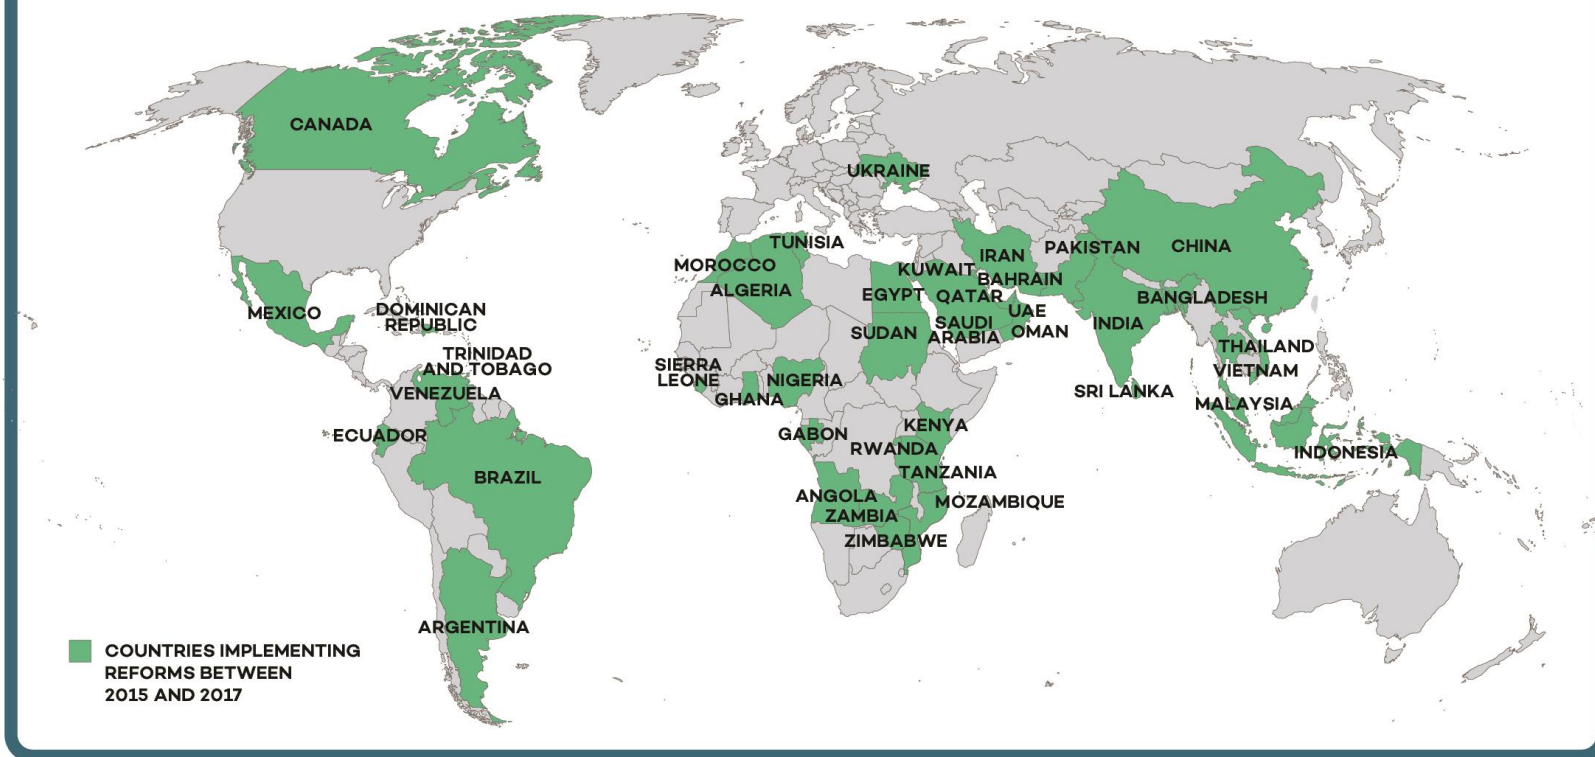 CANADA
UKRAINE
TUNISIA
MOROCCO
ALGERIA
IRAN
PAKISTAN
CHINA
KUWAIT
BAHRAIN
EGYPT
QATAR
BANGLADESH
MEXICO
DOMINICAN
REPUBLIC
UAE
SUDAN
SAUDI
ARABIA
OMAN
INDIA
TRINIDAD
AND TOBAGO
THAILAND
VIETNAM
SIERRA
LEONE
NIGERIA
GHANA
VENEZUELA
SRI LANKA
MALAYSIA
ECUADOR
GABON
KENYA
RWANDA
INDONESIA
BRAZIL
TANZANIA
ANGOLA
MOZAMBIQUE
ZAMBIA
ZIMBABWE
ARGENTINA
COUNTRIES IMPLEMENTING
REFORMS BETWEEN
2015 AND 2017